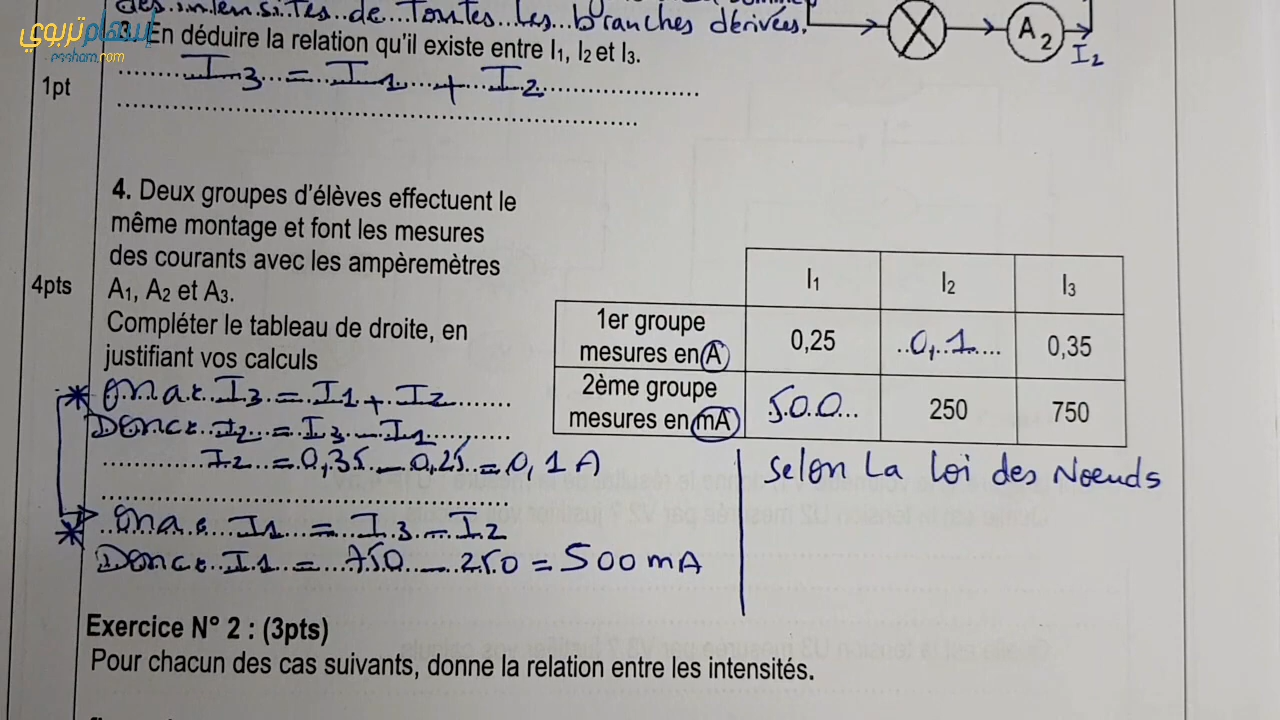 إسهام تربوي
essham.com
des intensités de toutes les branches dérivées.
A2
I2
3. En déduire la relation qu'il existe entre I1, I2 et I3.
1pt
I3 = I1 + I2
4. Deux groupes d'élèves effectuent le
même montage et font les mesures
des courants avec les ampèremètres
4pts
A1, A2 et A3.
Compléter le tableau de droite, en
justifiant vos calculs
I1 I2 I3
1er groupe
mesures en A 0,25 0,1 0,35
2ème groupe
mesures en mA 500 250 750
* On a: I3 = I1 + I2
Donc: I2 = I3 - I1
I2 = 0,35 - 0,25 = 0,1 A
* On a: I1 = I3 - I2
Donc: I1 = 750 - 250 = 500 mA
Selon La loi des Nœuds
Exercice N° 2 : (3pts)
Pour chacun des cas suivants, donne la relation entre les intensités.